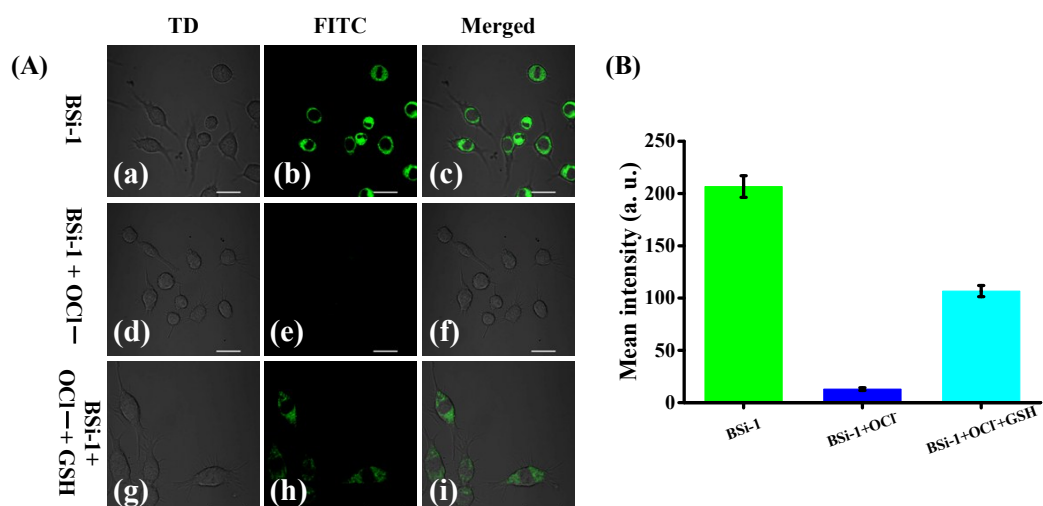 TD FITC Merged
(A)
BSi-1
(a) (b) (c)
BSi-1 + OCl−
(d) (e) (f)
BSi-1+
OCl−+ GSH
(g) (h) (i)
(B)
Mean intensity (a. u.)
250
200
150
100
50
0
BSi-1 BSi-1+OCl⁻ BSi-1+OCl⁻+GSH